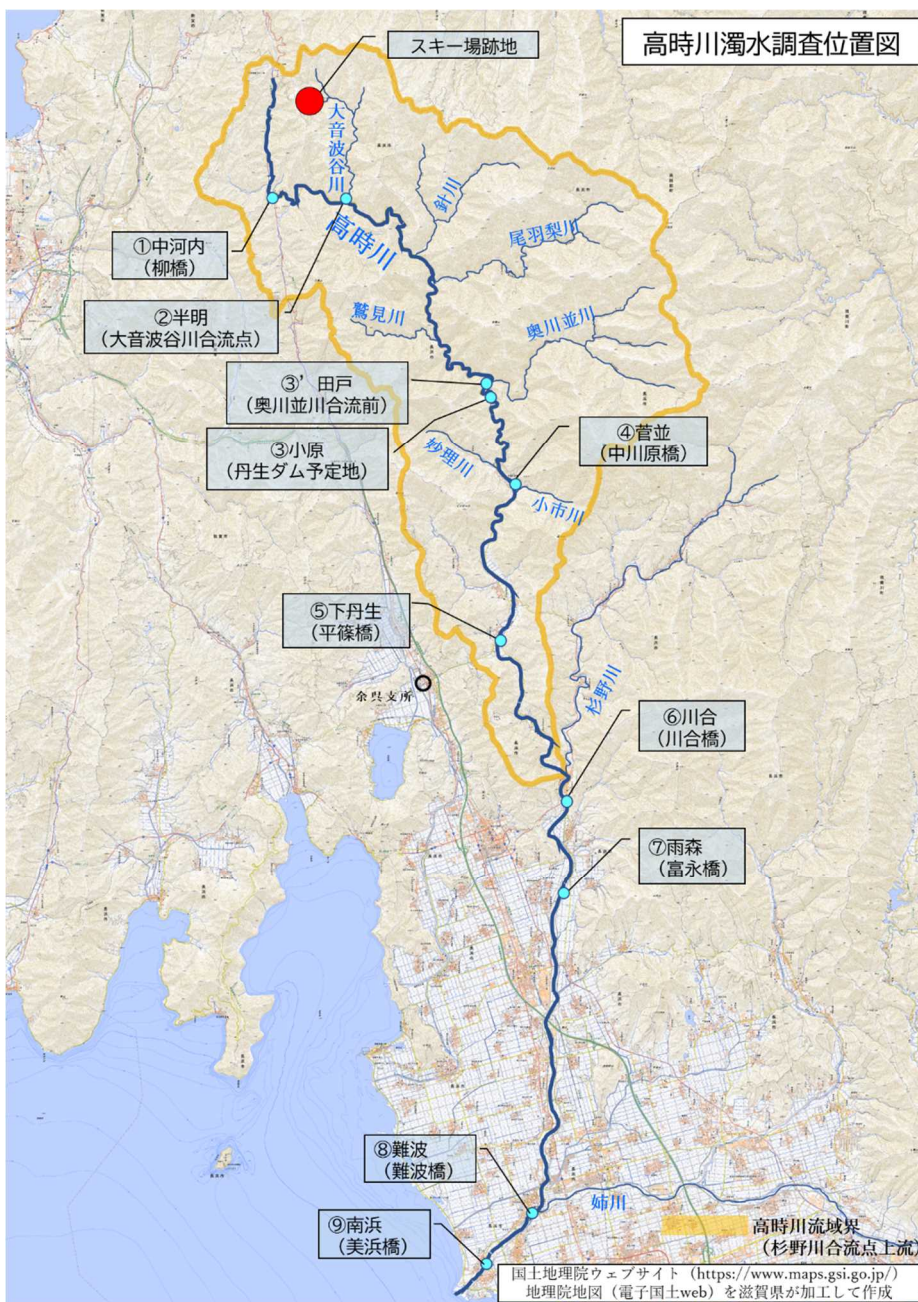 高時川濁水調査位置図
スキー場跡地
大音波谷川
針川
①中河内
(柳橋)
高時川
尾羽梨川
②半明
(大音波谷川合流点)
鷲見川
奥川並川
③’田戸
(奥川並川合流前)
③小原
(丹生ダム予定地)
④菅並
(中川原橋)
妙理川
小市川
⑤下丹生
(平篠橋)
余呉支所
杉野川
⑥川合
(川合橋)
⑦雨森
(富永橋)
⑧難波
(難波橋)
姉川
⑨南浜
(美浜橋)
高時川流域界
(杉野川合流点上流)
国土地理院ウェブサイト(https://www.maps.gsi.go.jp/)
地理院地図(電子国土web)を滋賀県が加工して作成